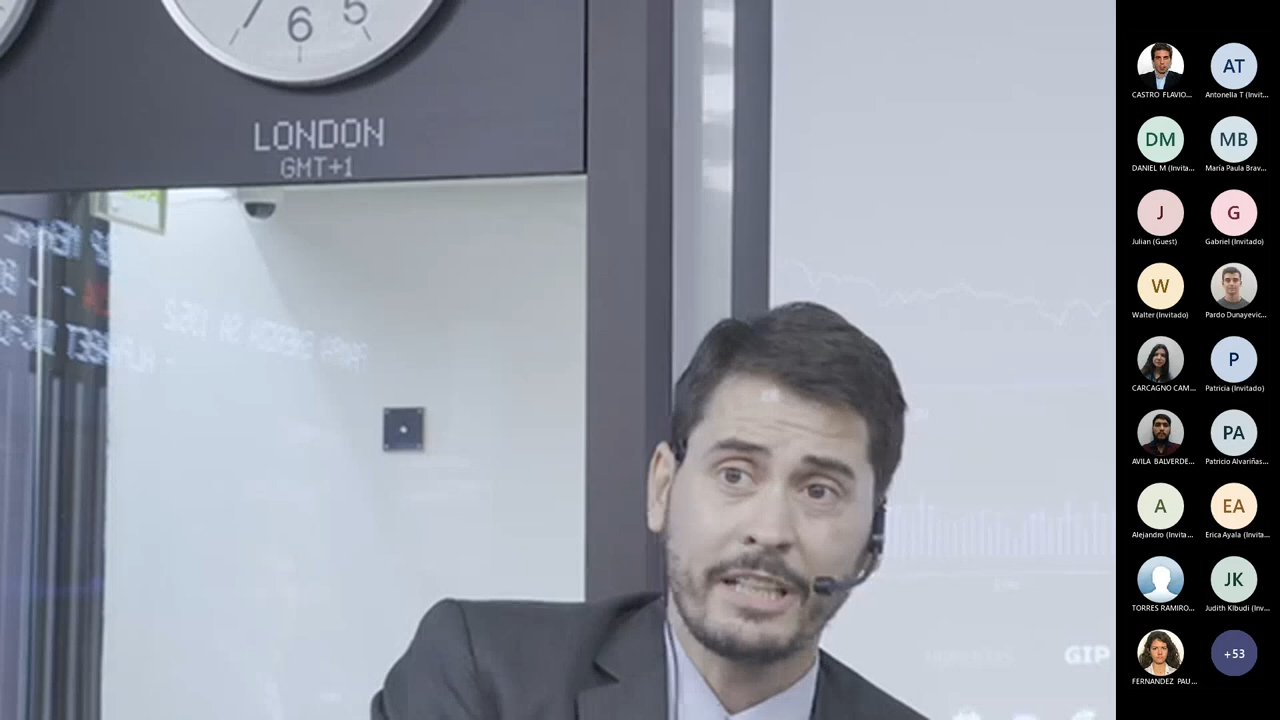 6
5
LONDON
GMT+1
GIP
CASTRO FLAVIO...
AT
Antonella T (Invit...
DM
DANIEL M (Invita...
MB
María Paula Brav...
J
Julian (Guest)
G
Gabriel (Invitado)
W
Walter (Invitado)
Pardo Dunayevic...
CARCAGNO CAM...
P
Patricia (Invitado)
AVILA BALVERDE...
PA
Patricio Alvariñas...
A
Alejandro (Invita...
EA
Erica Ayala (Invita...
TORRES RAMIRO...
JK
Judith Klbudi (Inv...
FERNANDEZ PAU...
+53